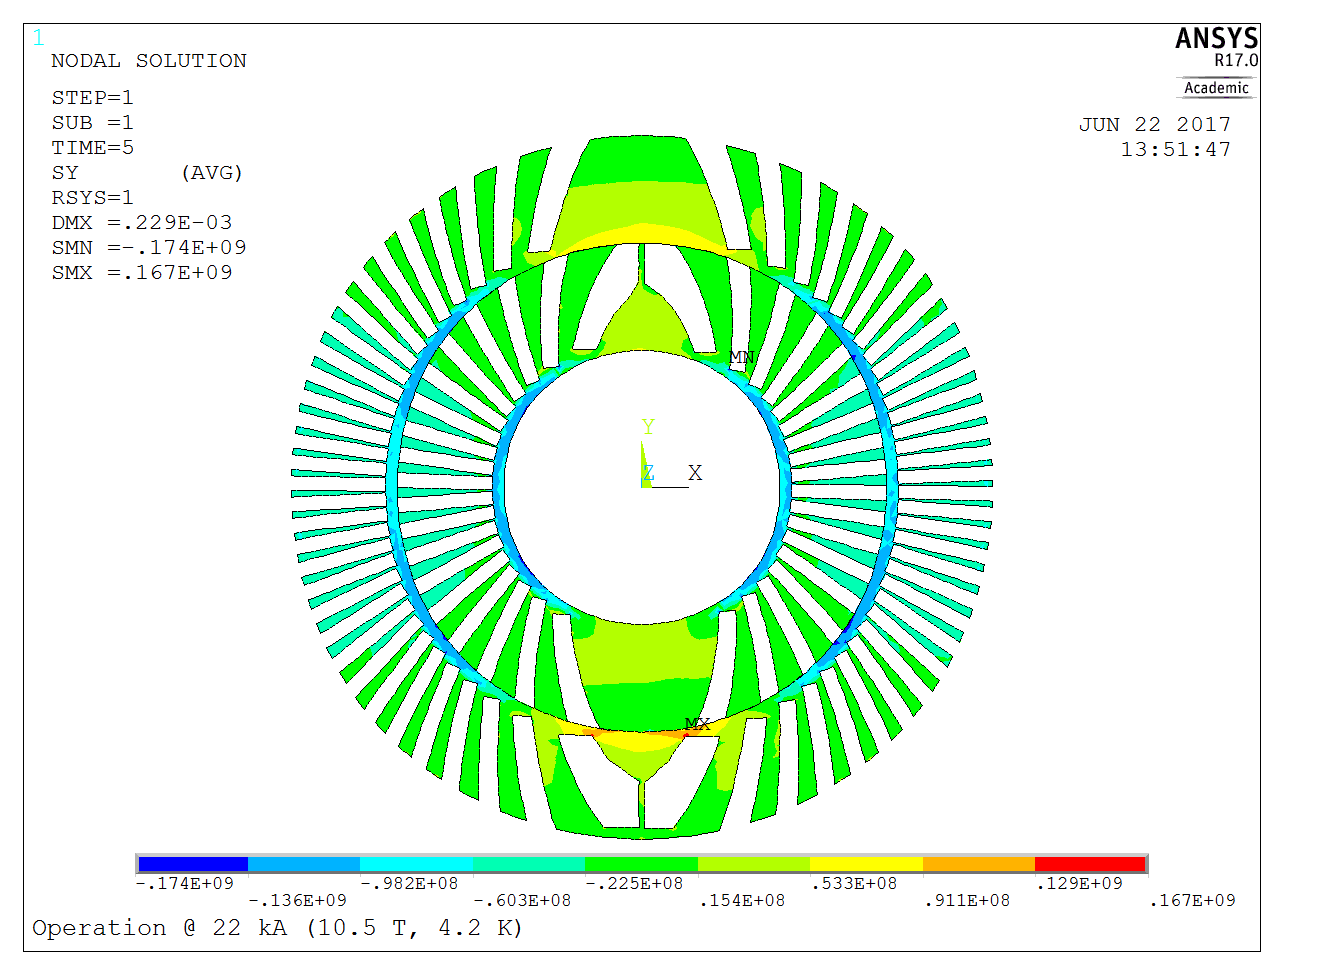 1
ANSYS
R17.0
Academic
NODAL SOLUTION
STEP=1
SUB =1
TIME=5
SY (AVG)
RSYS=1
DMX =.229E-03
SMN =-.174E+09
SMX =.167E+09
JUN 22 2017
13:51:47
MN
Y
Z X
MX
-.174E+09 -.982E+08 -.225E+08 .533E+08 .129E+09
-.136E+09 -.603E+08 .154E+08 .911E+08 .167E+09
Operation @ 22 kA (10.5 T, 4.2 K)